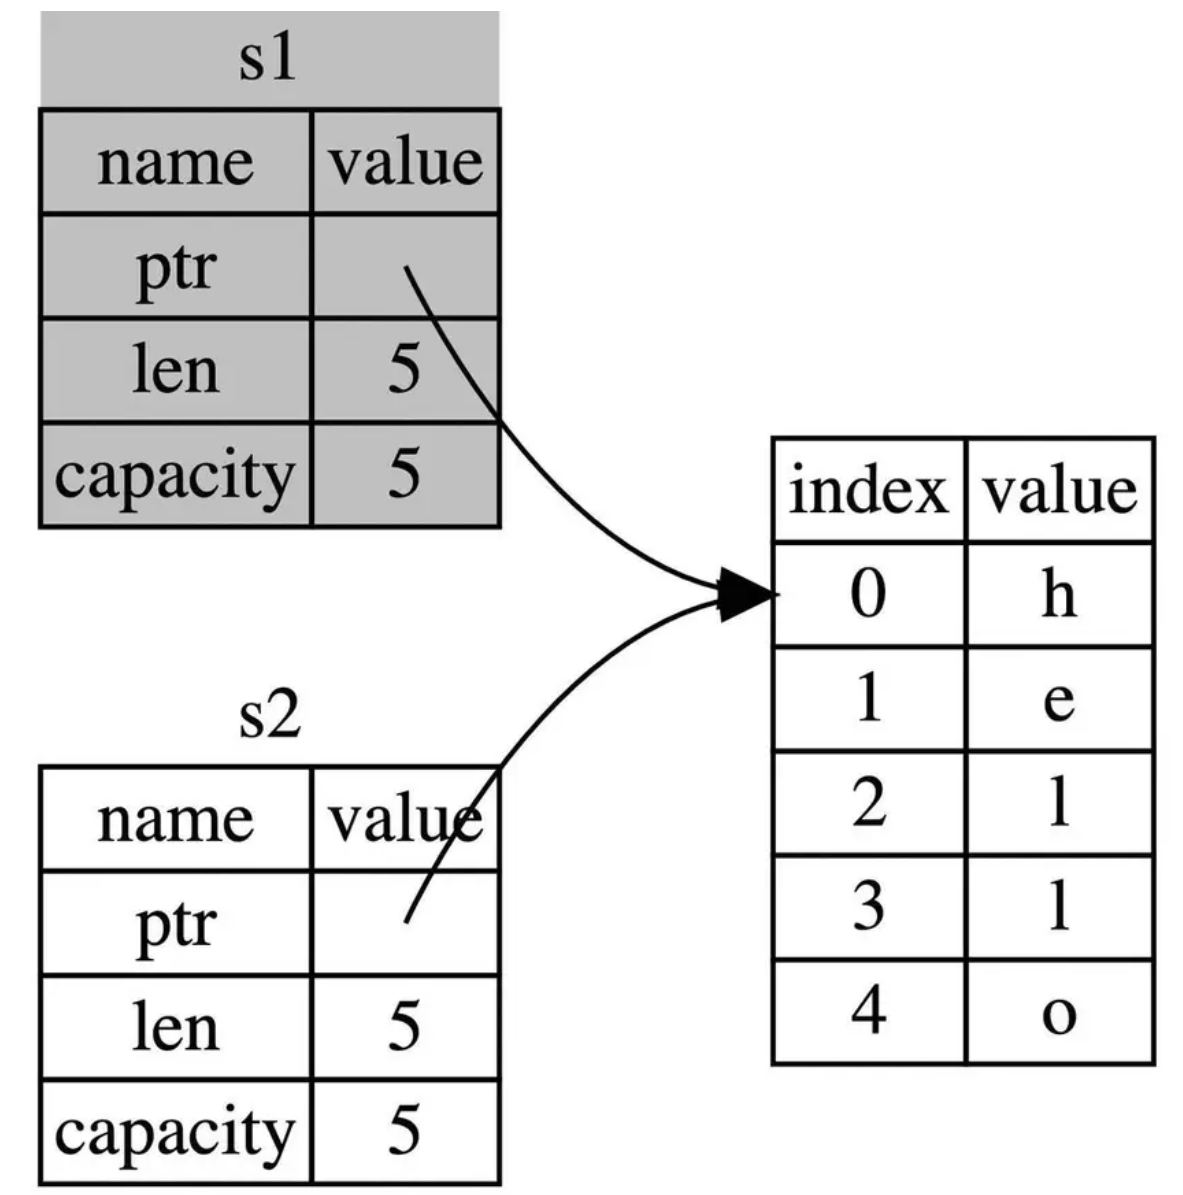 s1
name value
ptr
len 5
capacity 5
s2
name value
ptr
len 5
capacity 5
index value
0 h
1 e
2 l
3 l
4 o